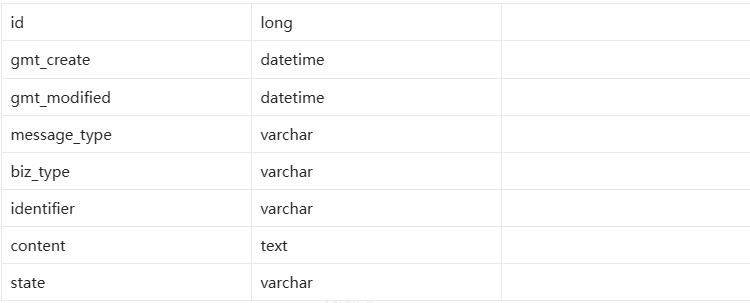 id long
gmt_create datetime
gmt_modified datetime
message_type varchar
biz_type varchar
identifier varchar
content text
state varchar